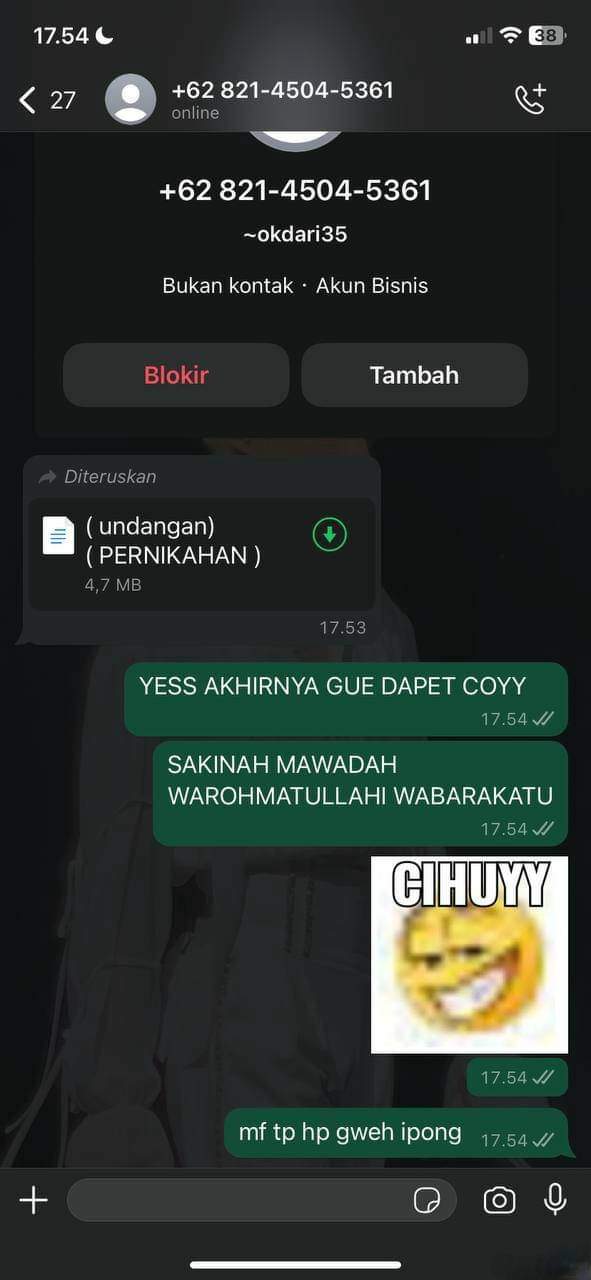 17.54
38
27
+62 821-4504-5361
online
+62 821-4504-5361
~okdari35
Bukan kontak · Akun Bisnis
Blokir
Tambah
Diteruskan
( undangan)
( PERNIKAHAN )
4,7 MB
17.53
YESS AKHIRNYA GUE DAPET COYY
17.54
SAKINAH MAWADAH
WAROHMATULLAHI WABARAKATU
17.54
CIHUYY
17.54
mf tp hp gweh ipong
17.54